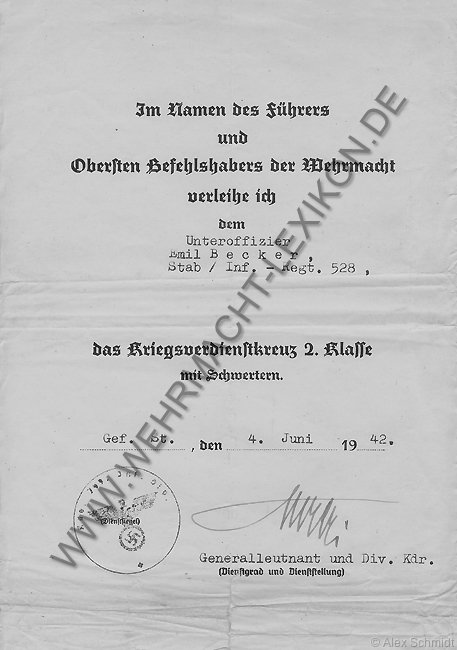 Im Namen des Führers
und
Obersten Befehlshabers der Wehrmacht
verleihe ich
dem
Unteroffizier
Emil Becker,
Stab / Inf. - Regt. 528,
das Kriegsverdienstkreuz 2. Klasse
mit Schwertern.
Gef. St., den 4. Juni 1942.
(Dienstsiegel)
Generalleutnant und Div. Kdr.
(Dienstgrad und Dienststellung)
WWW.WEHRMACHT-LEXIKON.DE
© Alex Schmidt